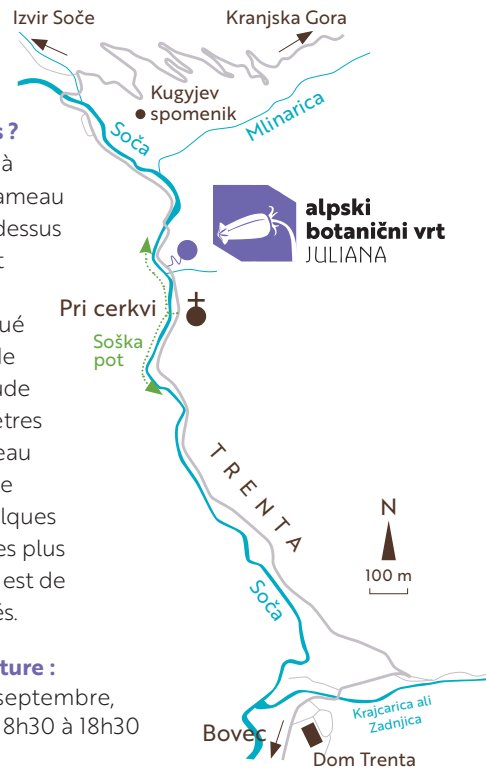 Izvir Soče
Kranjska Gora
Kugyjev
spomenik
Mlinarica
Soča
alpski
botanični vrt
JULIANA
Pri cerkvi
Soška
pot
TRENTA
N
100 m
Soča
Krajcarica ali
Zadnjica
Bovec
Dom Trenta
s ?
à
ameau
dessus
t
ué
de
ude
ètres
eau
e
lques
es plus
est de
és.
ture :
septembre,
8h30 à 18h30